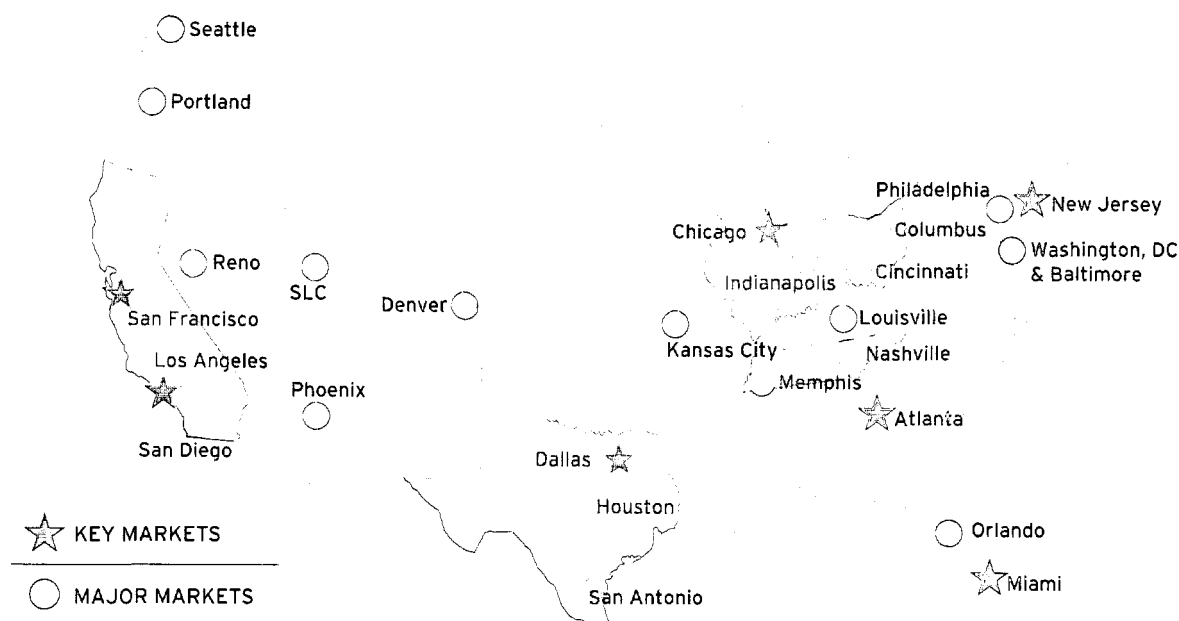 Seattle
Portland
Philadelphia
New Jersey
Chicago
Columbus
Washington, DC
& Baltimore
Reno
SLC
Cincinnati
Indianapolis
Denver
San Francisco
Louisville
Kansas City
Nashville
Los Angeles
Phoenix
Memphis
Atlanta
San Diego
Dallas
Houston
KEY MARKETS
Orlando
MAJOR MARKETS
Miami
San Antonio